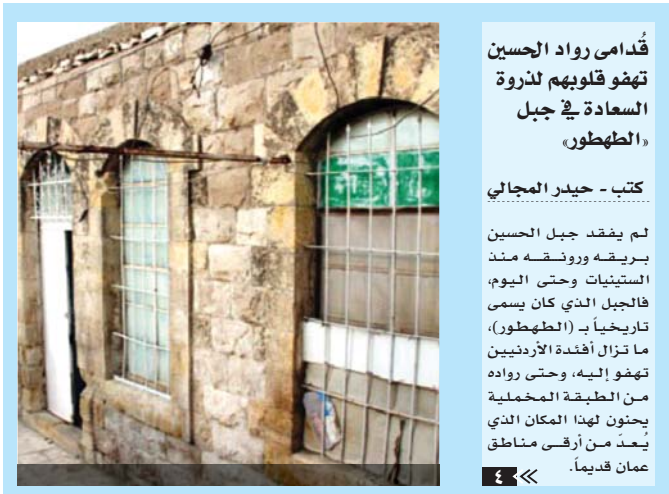 قُدامى رواد الحسين
تهفو قلوبهم لذروة
السعادة في جبل
«الطهطور»
كتب - حيدر المجالي
لم يفقد جبل الحسين
بريقه ورونقه منذ
الستينيات وحتى اليوم،
فالجبل الذي كان يسمى
تاريخياً بـ (الطهطور)،
ما تزال أفئدة الأردنيين
تهفو إليه، وحتى رواده
من الطبقة المخملية
يحنون لهذا المكان الذي
يُعدّ من أرقى مناطق
عمان قديماً.
٤